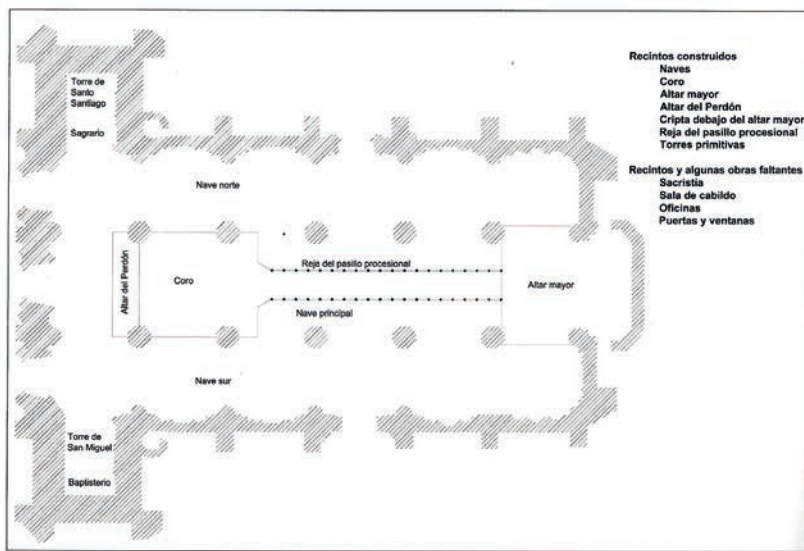 Torre de
Santo
Santiago
Sagrario
Nave norte
Altar del Perdón
Coro
Reja del pasillo procesional
Nave principal
Altar mayor
Nave sur
Torre de
San Miguel
Baptisterio
Recintos construidos
Naves
Coro
Altar mayor
Altar del Perdón
Cripta debajo del altar mayor
Reja del pasillo procesional
Torres primitivas
Recintos y algunas obras faltantes
Sacristía
Sala de cabildo
Oficinas
Puertas y ventanas